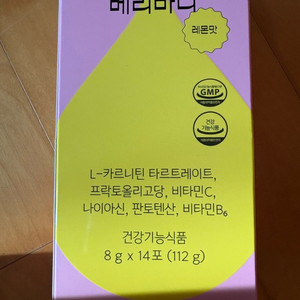 레몬맛
GMP
건강
기능식품
L-카르니틴 타르트레이트,
프락토올리고당, 비타민C,
나이아신, 판토텐산, 비타민B₆
건강기능식품
8 g x 14포 (112 g)